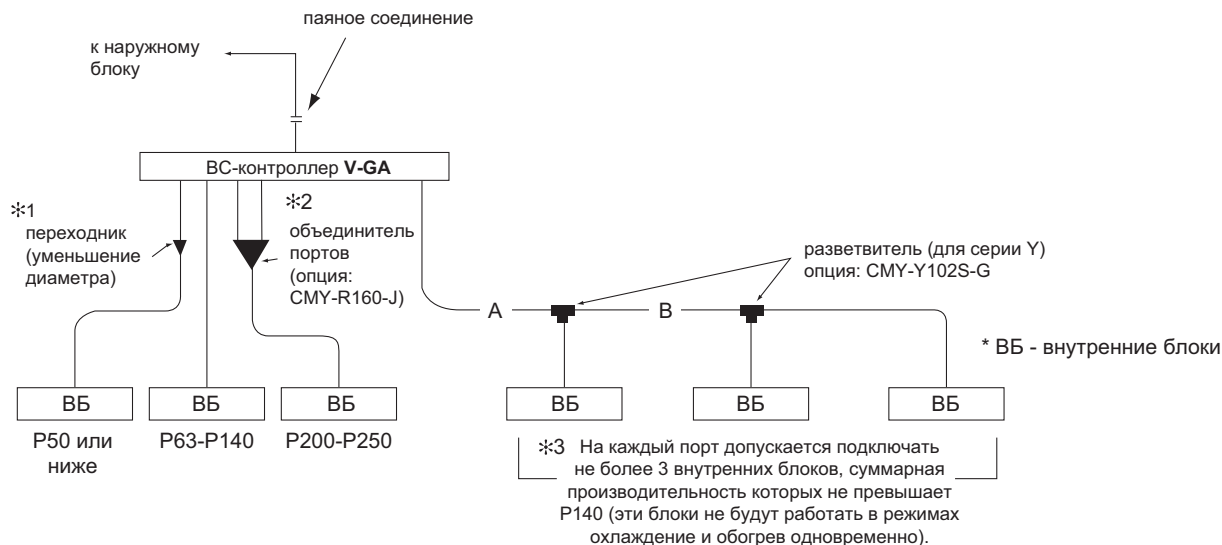 паяное соединение
к наружному
блоку
ВС-контроллер V-GA
✻1
переходник
(уменьшение
диаметра)
✻2
объединитель
портов
(опция:
CMY-R160-J)
разветвитель (для серии Y)
опция: CMY-Y102S-G
A
B
* ВБ - внутренние блоки
ВБ
ВБ
ВБ
ВБ
ВБ
ВБ
P50 или
ниже
P63-P140
P200-P250
✻3 На каждый порт допускается подключать
не более 3 внутренних блоков, суммарная
производительность которых не превышает
P140 (эти блоки не будут работать в режимах
охлаждение и обогрев одновременно).